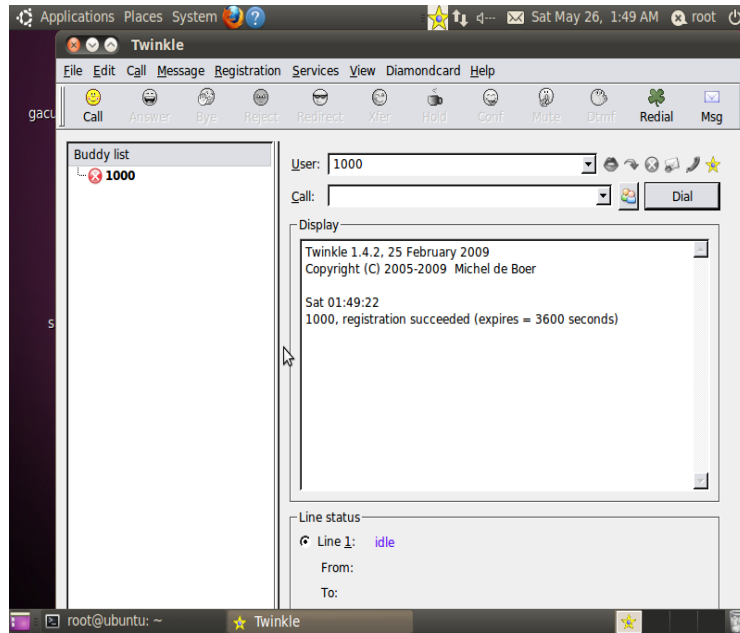 Applications Places System Sat May 26, 1:49 AM root
Twinkle
File Edit Call Message Registration Services View Diamondcard Help
Call Answer Bye Reject Redirect Xfer Hold Conf Mute Dtmf Redial Msg
gacu
Buddy list
1000
User: 1000
Call: Dial
Display
Twinkle 1.4.2, 25 February 2009
Copyright (C) 2005-2009 Michel de Boer
Sat 01:49:22
1000, registration succeeded (expires = 3600 seconds)
s
Line status
Line 1: idle
From:
To:
root@ubuntu: ~ Twinkle